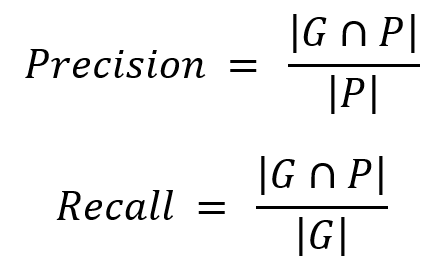 Precision = |G ∩ P| / |P|
Recall = |G ∩ P| / |G|